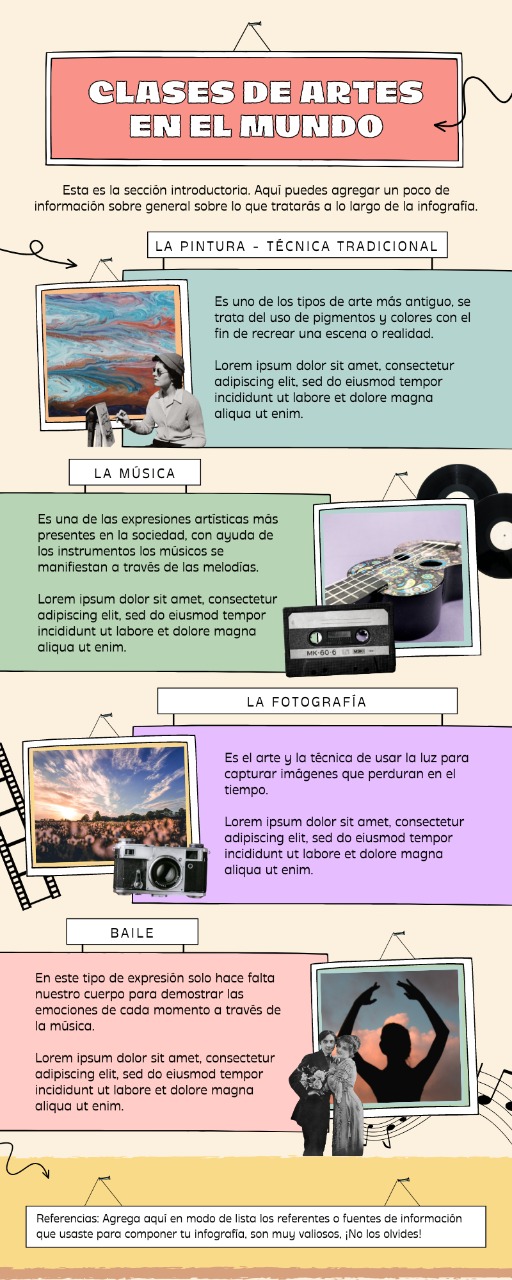 CLASES DE ARTES
EN EL MUNDO
Esta es la sección introductoria. Aquí puedes agregar un poco de
información sobre general sobre lo que tratarás a lo largo de la infografía.
LA PINTURA - TÉCNICA TRADICIONAL
Es uno de los tipos de arte más antiguo, se
trata del uso de pigmentos y colores con el
fin de recrear una escena o realidad.
Lorem ipsum dolor sit amet, consectetur
adipiscing elit, sed do eiusmod tempor
incididunt ut labore et dolore magna
aliqua ut enim.
LA MÚSICA
Es una de las expresiones artísticas más
presentes en la sociedad, con ayuda de
los instrumentos los músicos se
manifiestan a través de las melodías.
Lorem ipsum dolor sit amet, consectetur
adipiscing elit, sed do eiusmod tempor
incididunt ut labore et dolore magna
aliqua ut enim.
MK-60-6
LA FOTOGRAFÍA
Es el arte y la técnica de usar la luz para
capturar imágenes que perduran en el
tiempo.
Lorem ipsum dolor sit amet, consectetur
adipiscing elit, sed do eiusmod tempor
incididunt ut labore et dolore magna
aliqua ut enim.
BAILE
En este tipo de expresión solo hace falta
nuestro cuerpo para demostrar las
emociones de cada momento a través de
la música.
Lorem ipsum dolor sit amet, consectetur
adipiscing elit, sed do eiusmod tempor
incididunt ut labore et dolore magna
aliqua ut enim.
Referencias: Agrega aquí en modo de lista los referentes o fuentes de información
que usaste para componer tu infografía, son muy valiosos, ¡No los olvides!